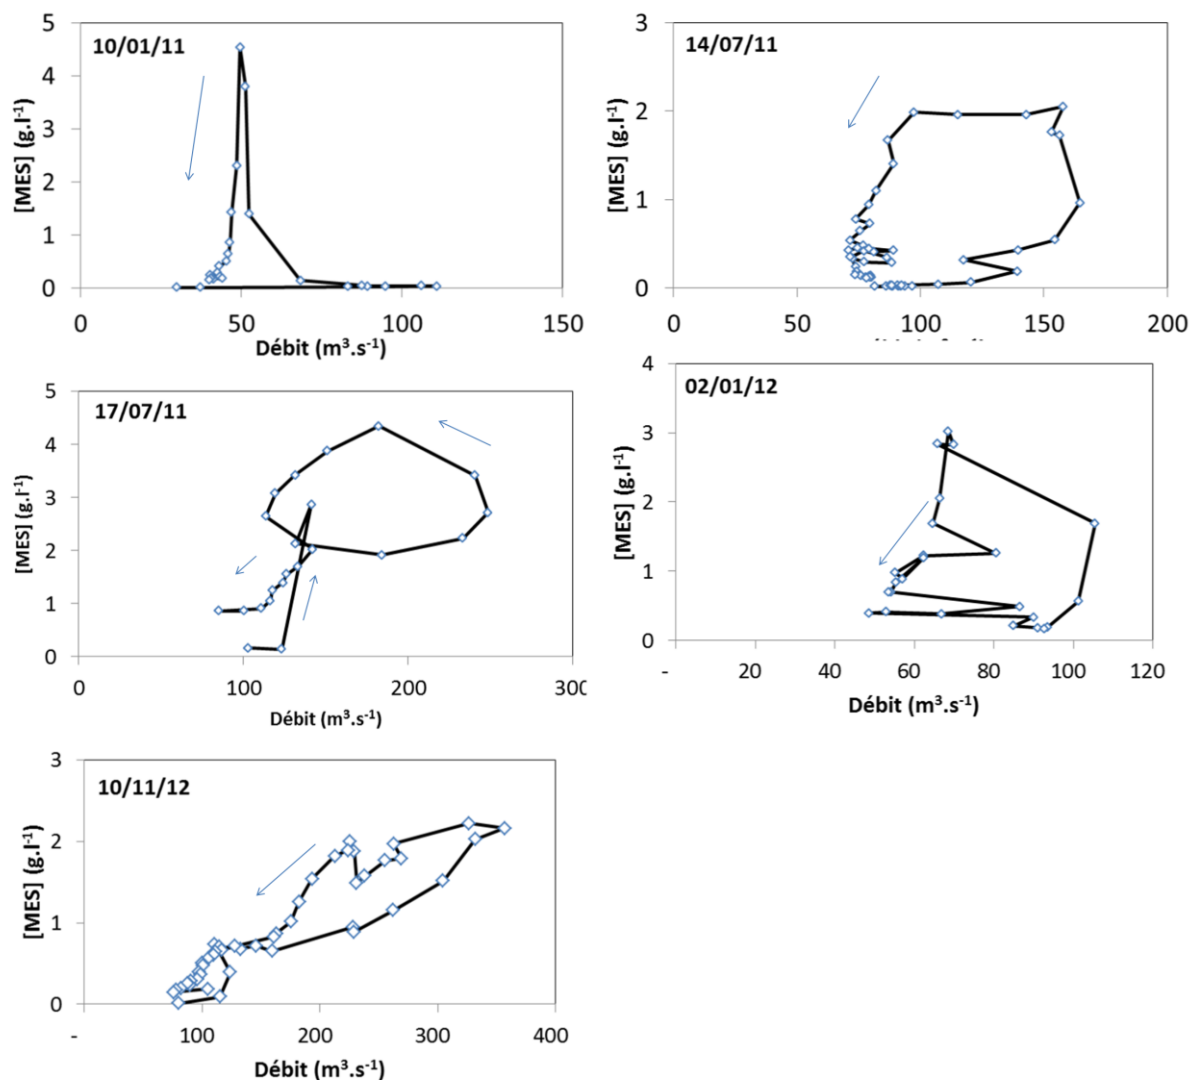 10/01/11
[MES] (g.l⁻¹)
5
4
3
2
1
0
0 50 100 150
Débit (m³.s⁻¹)
14/07/11
[MES] (g.l⁻¹)
3
2
1
0
0 50 100 150 200
17/07/11
[MES] (g.l⁻¹)
5
4
3
2
1
0
0 100 200 300
Débit (m³.s⁻¹)
02/01/12
[MES] (g.l⁻¹)
4
3
2
1
0
- 20 40 60 80 100 120
Débit (m³.s⁻¹)
10/11/12
[MES] (g.l⁻¹)
3
2
1
0
- 100 200 300 400
Débit (m³.s⁻¹)